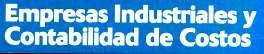 Empresas Industriales y
Contabilidad de Costos